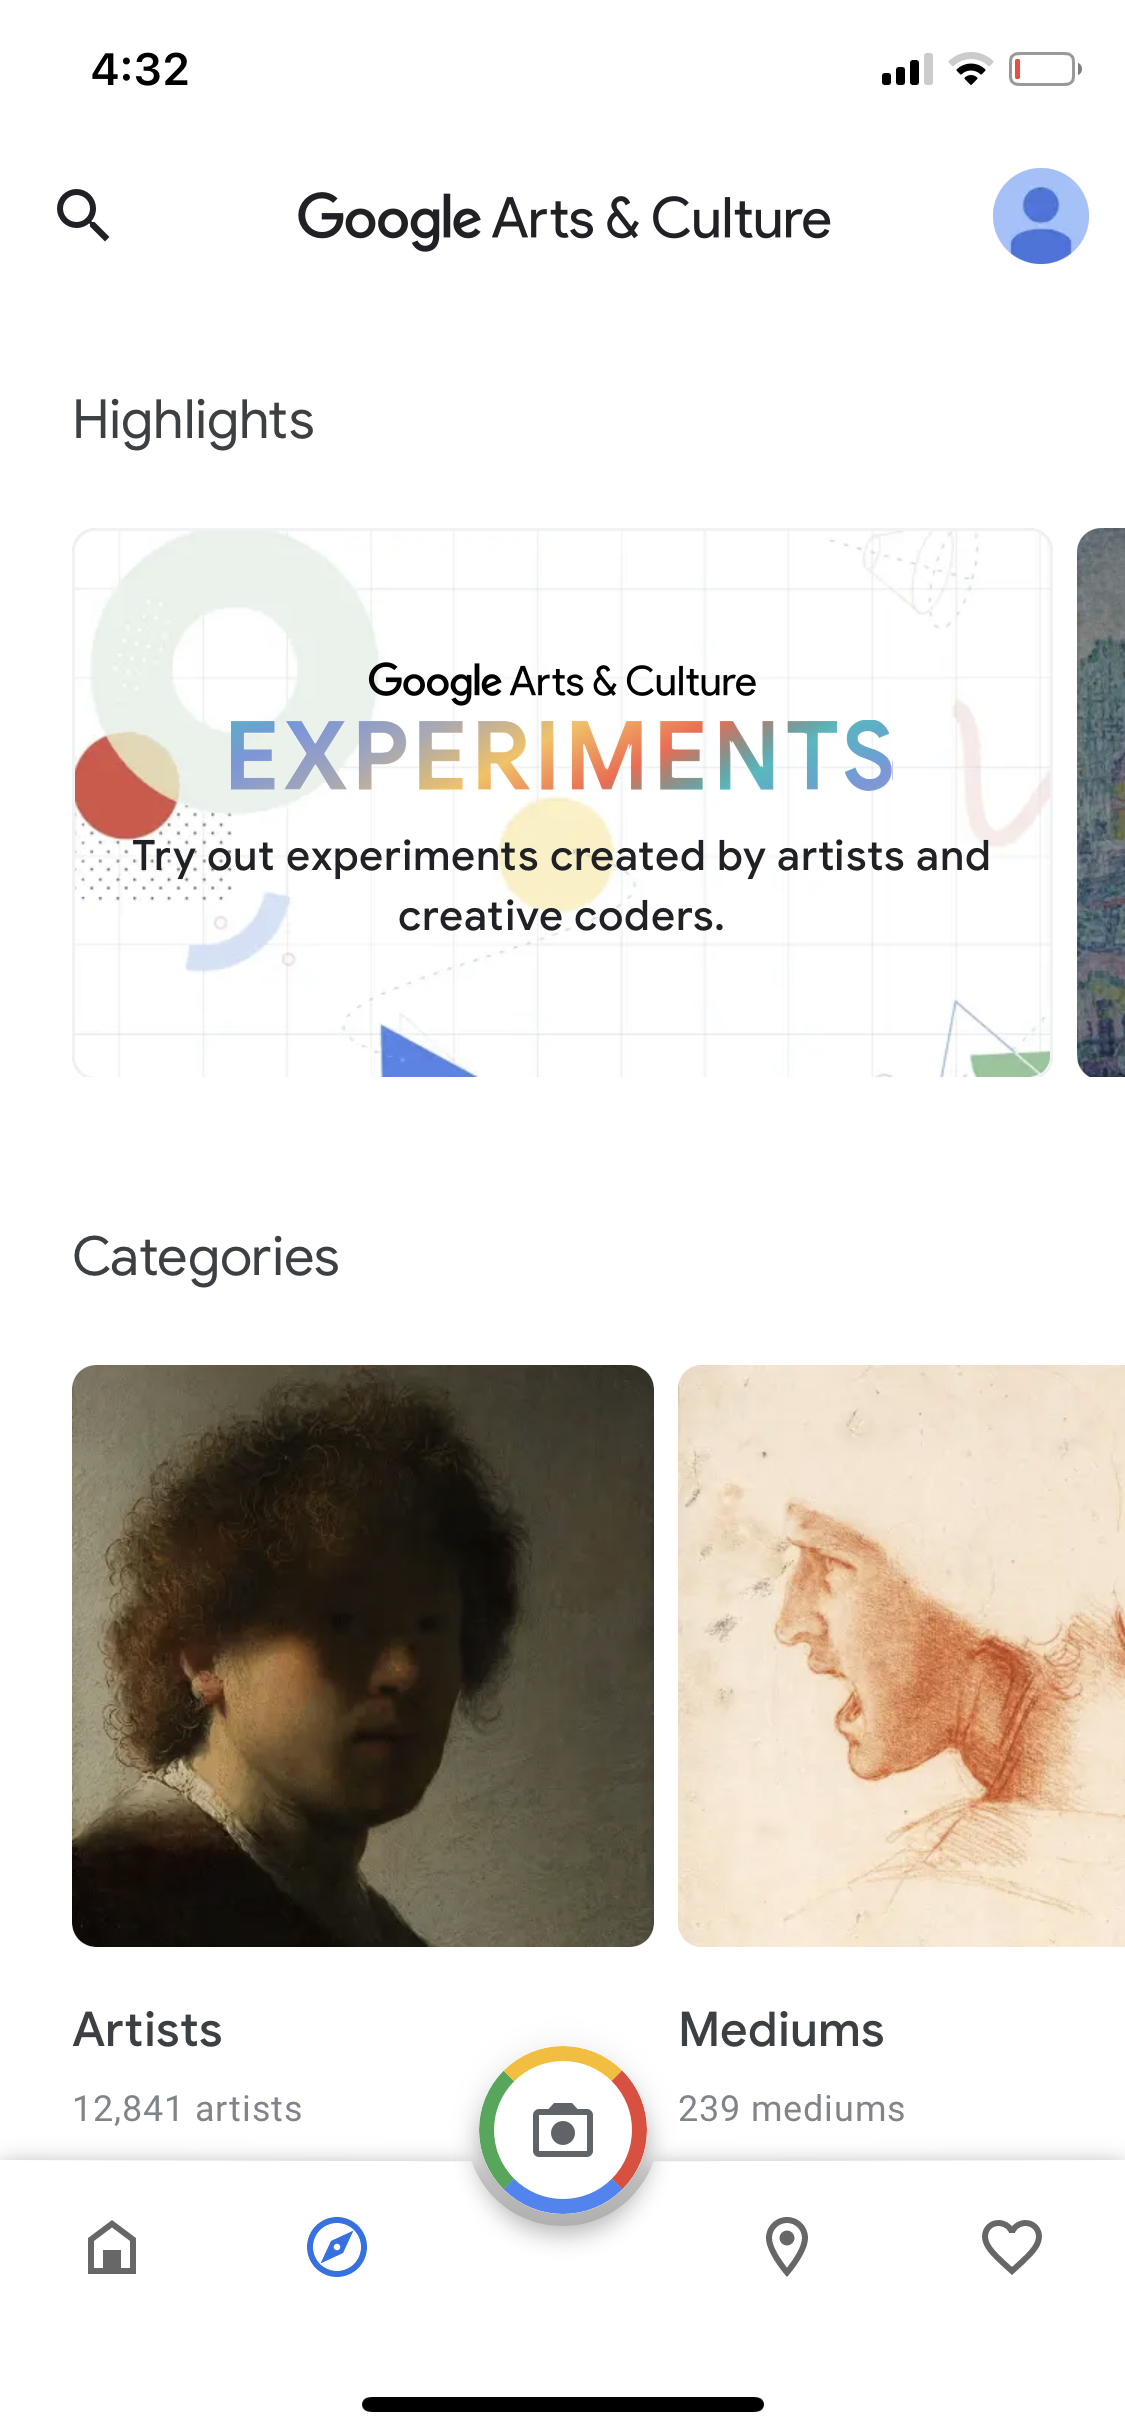 4:32
Google Arts & Culture
Highlights
Google Arts & Culture
EXPERIMENTS
Try out experiments created by artists and
creative coders.
Categories
Artists
Mediums
12,841 artists
239 mediums